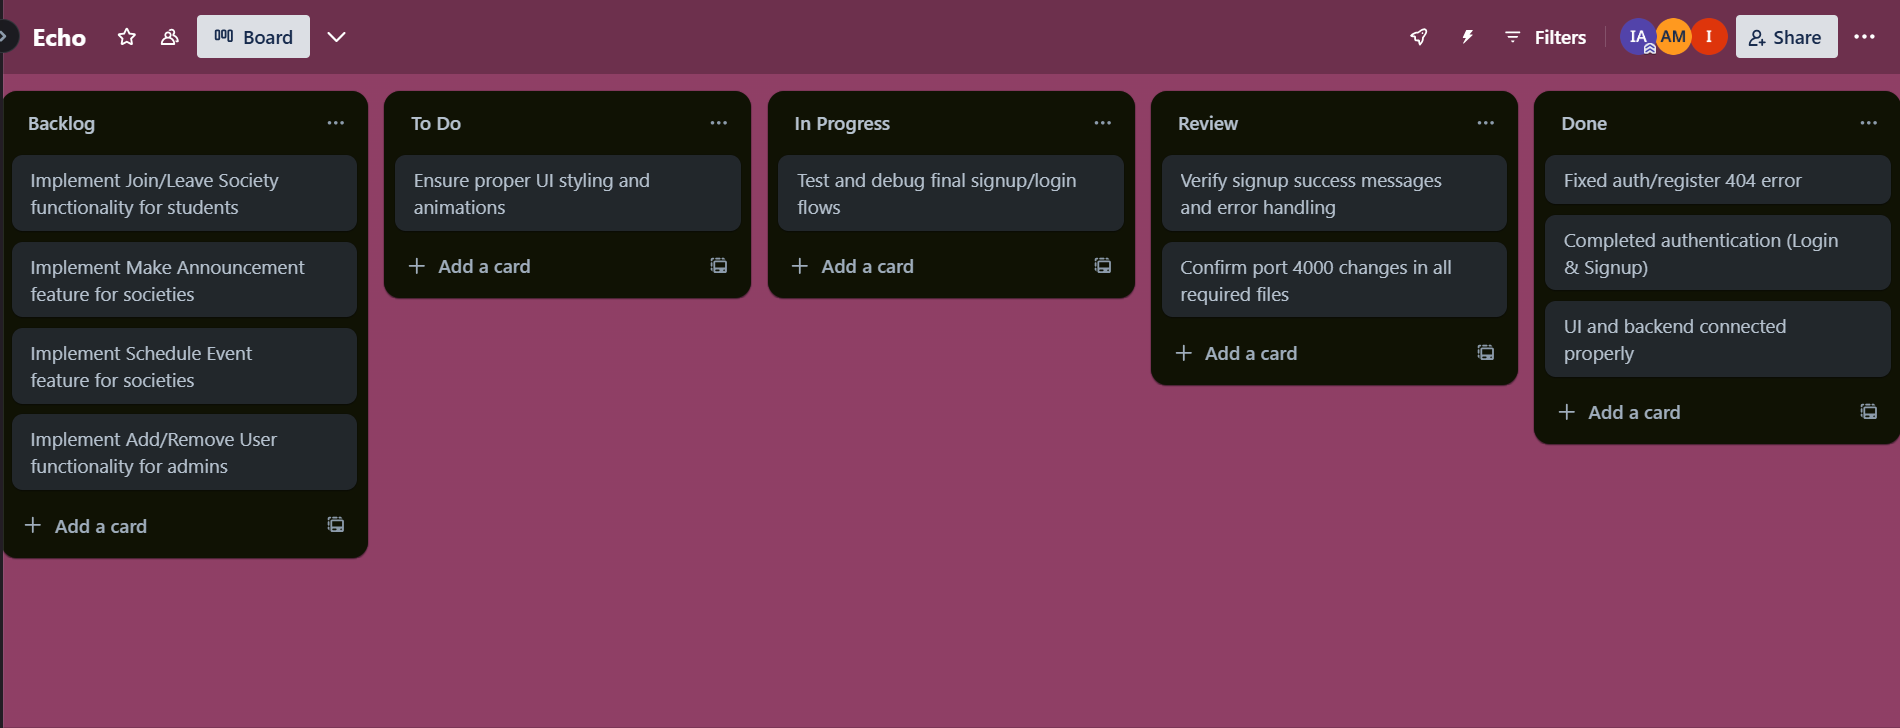 Echo
Board
Filters
IA
AM
I
Share
Backlog
Implement Join/Leave Society
functionality for students
Implement Make Announcement
feature for societies
Implement Schedule Event
feature for societies
Implement Add/Remove User
functionality for admins
Add a card
To Do
Ensure proper UI styling and
animations
Add a card
In Progress
Test and debug final signup/login
flows
Add a card
Review
Verify signup success messages
and error handling
Confirm port 4000 changes in all
required files
Add a card
Done
Fixed auth/register 404 error
Completed authentication (Login
& Signup)
UI and backend connected
properly
Add a card